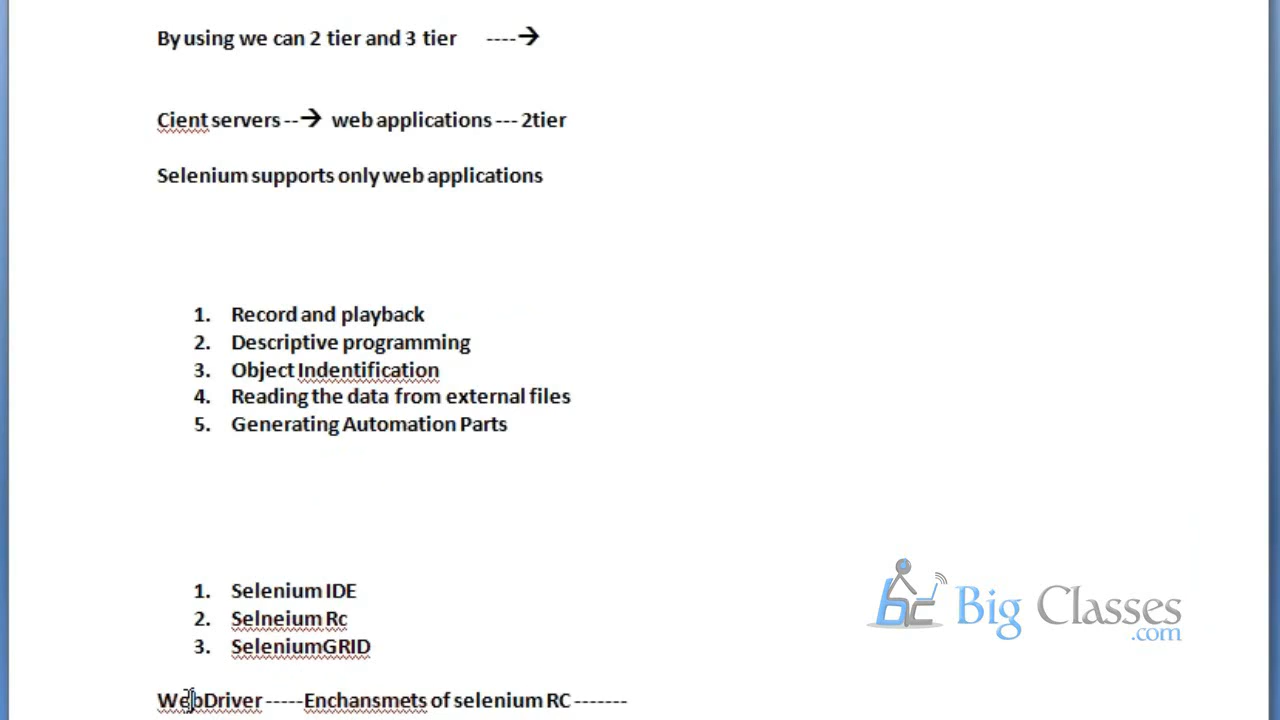 By using we can 2 tier and 3 tier ----→
Cient servers --→ web applications --- 2tier
Selenium supports only web applications
1. Record and playback
2. Descriptive programming
3. Object Indentification
4. Reading the data from external files
5. Generating Automation Parts
1. Selenium IDE
2. Selneium Rc
3. SeleniumGRID
bc Big Classes
.com
WebDriver -----Enchansmets of selenium RC -------